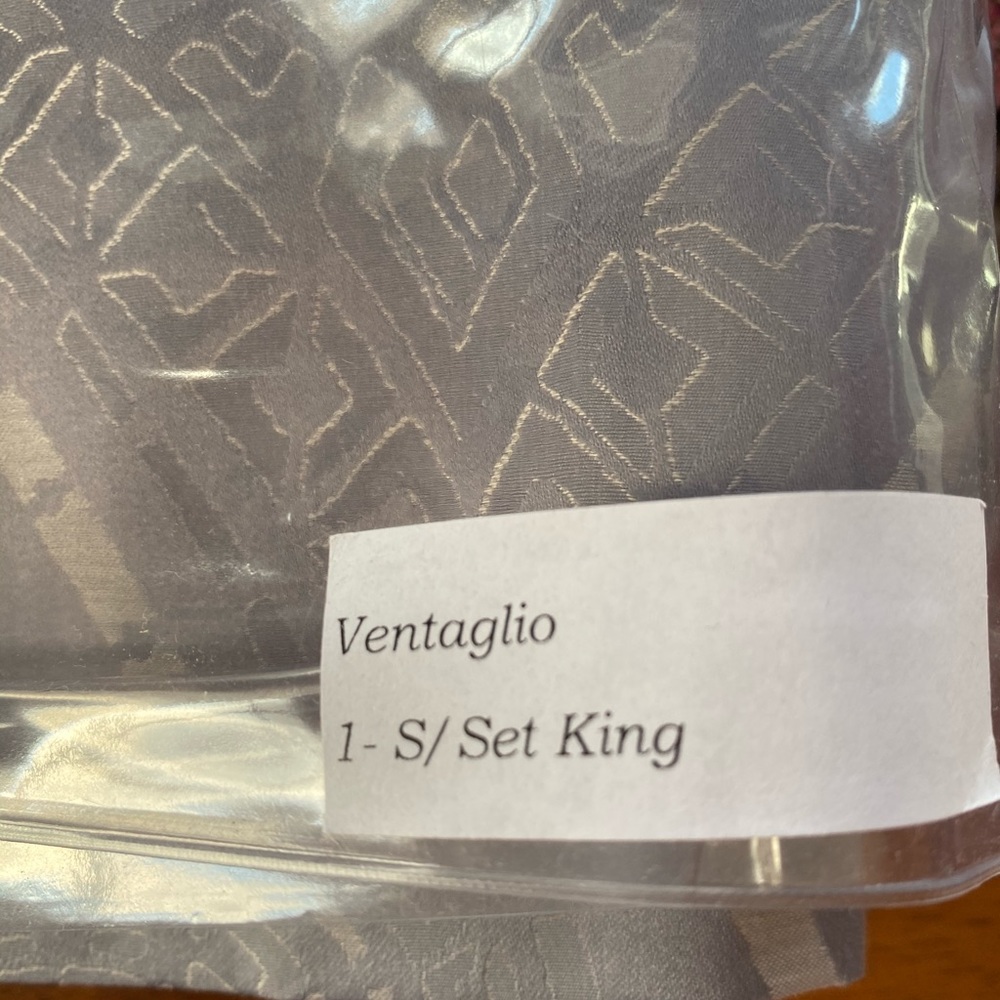 Ventaglio
1- S/ Set King